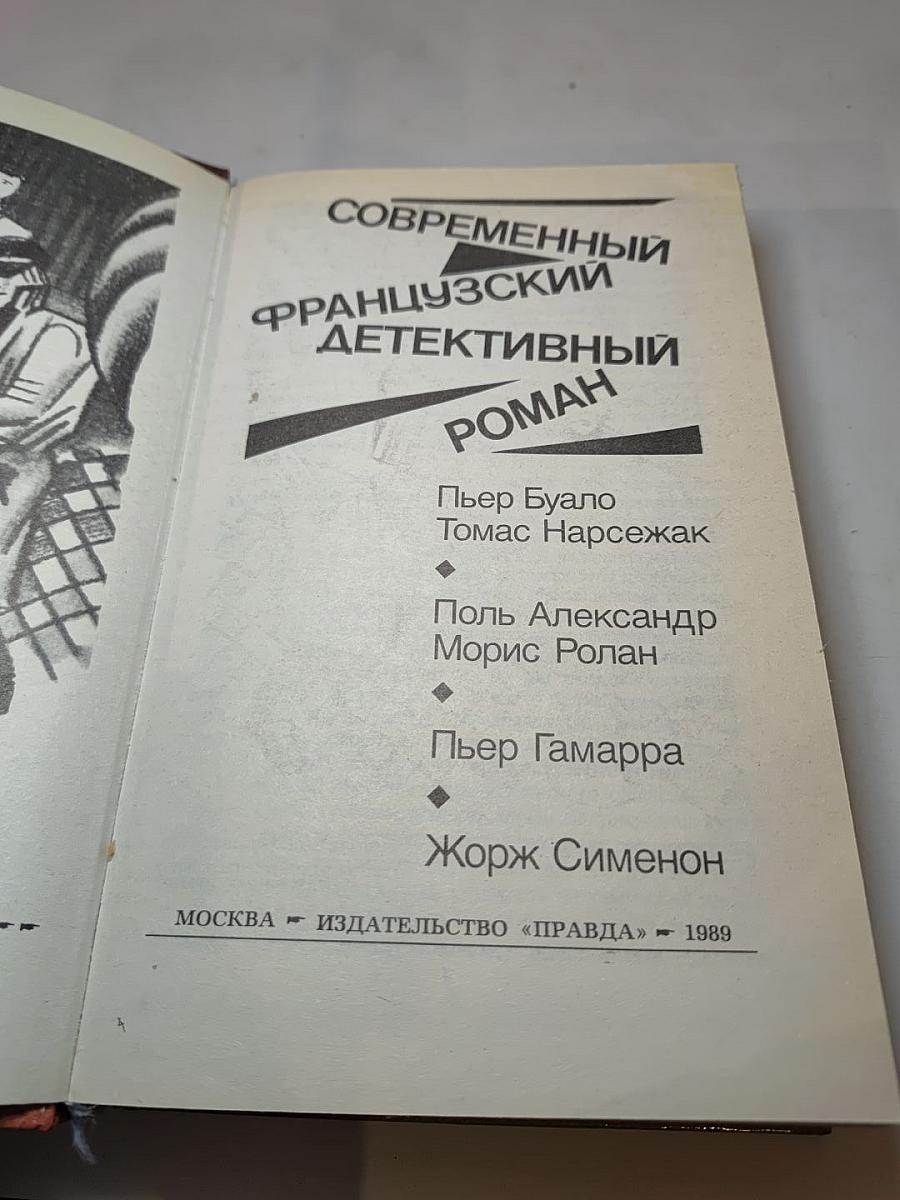 СОВРЕМЕННЫЙ
ФРАНЦУЗСКИЙ
ДЕТЕКТИВНЫЙ
РОМАН
Пьер Буало
Томас Нарсежак
Поль Александр
Морис Ролан
Пьер Гамарра
Жорж Сименон
МОСКВА ИЗДАТЕЛЬСТВО «ПРАВДА» 1989